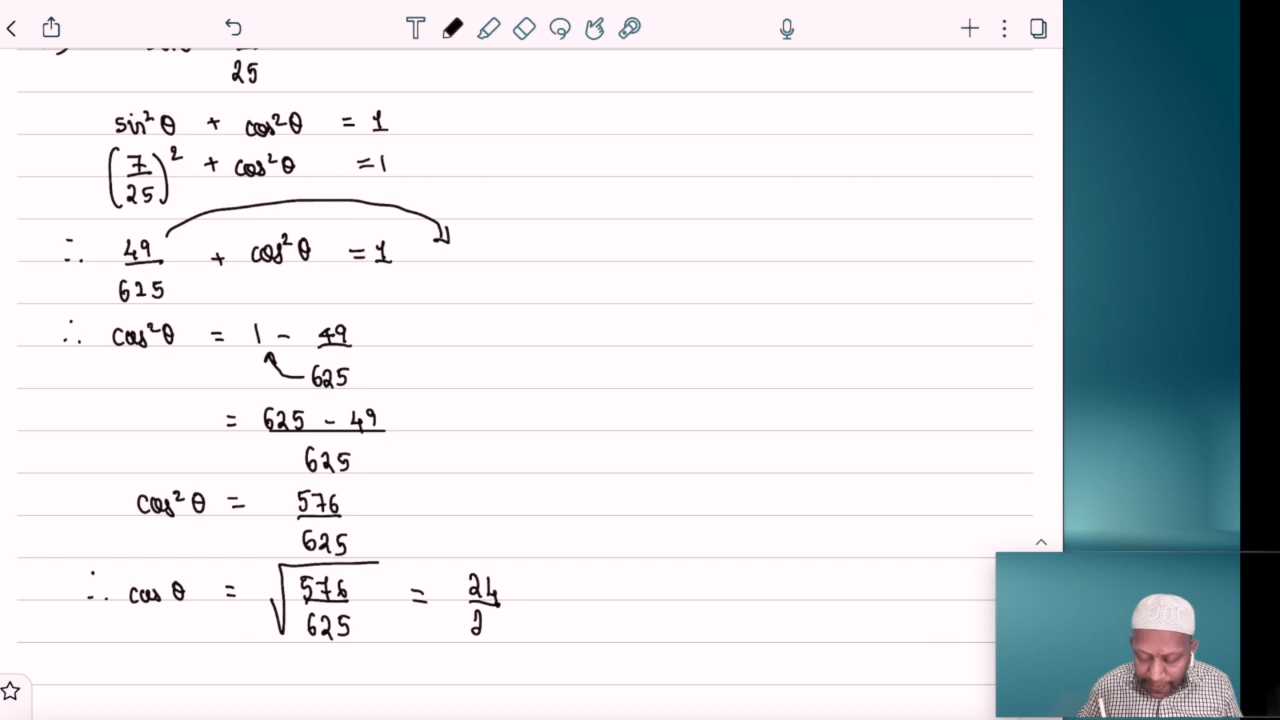 25
sin²θ + cos²θ = 1
(7/25)² + cos²θ = 1
∴ 49/625 + cos²θ = 1
∴ cos²θ = 1 - 49/625
= 625 - 49/625
cos²θ = 576/625
∴ cos θ = √576/625 = 24/2